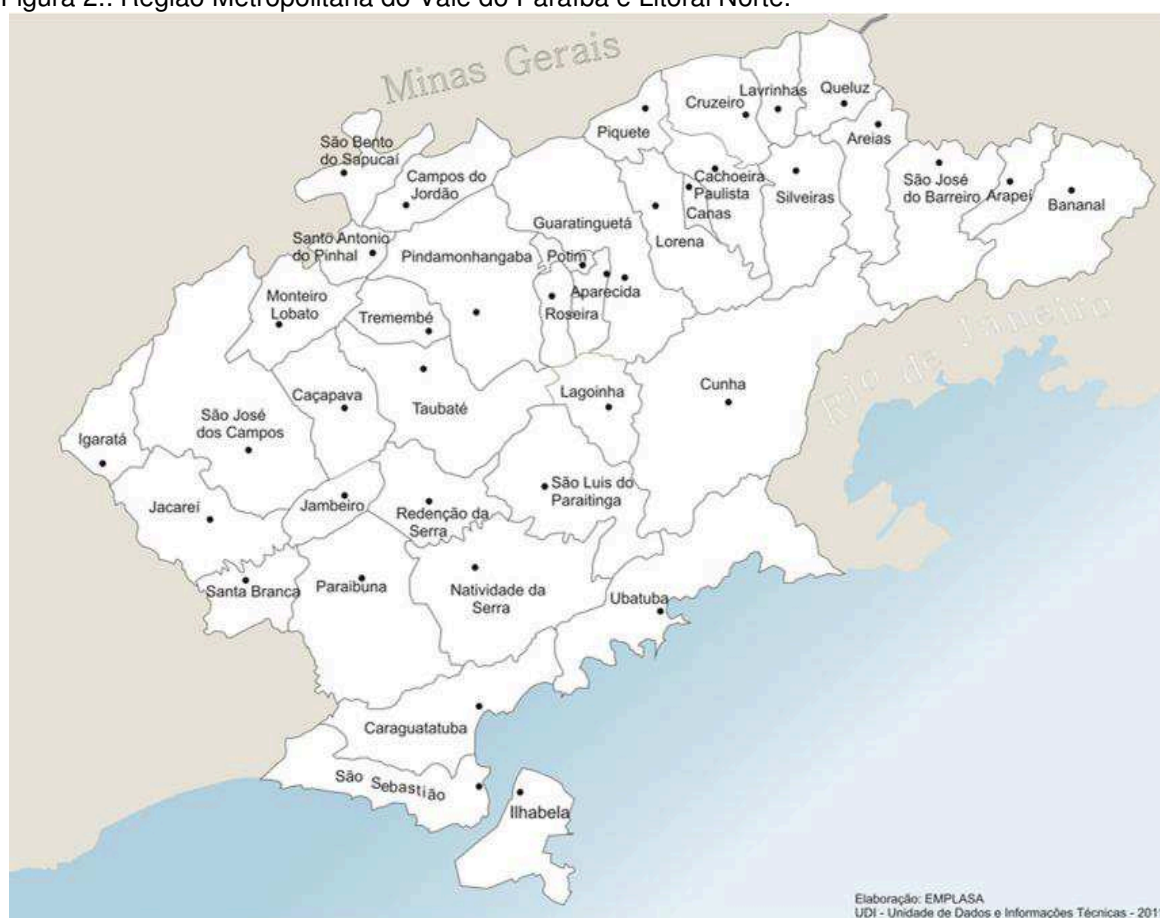 Figura 2.: Região Metropolitana do Vale do Paraíba e Litoral Norte.
Minas Gerais
São Bento
do Sapucaí
Campos do
Jordão
Santo Antonio
do Pinhal
Monteiro
Lobato
Pindamonhangaba
Tremembé
Guaratinguetá
Potim
Aparecida
Roseira
Piquete
Cruzeiro
Lavrinhas
Queluz
Areias
Cachoeira
Paulista
Canas
Lorena
Silveiras
São José
do Barreiro
Arapeí
Bananal
Rio de Janeiro
Igaratá
São José
dos Campos
Caçapava
Taubaté
Lagoinha
Cunha
Jacareí
Jambeiro
Redenção da
Serra
São Luis do
Paraitinga
Santa Branca
Paraibuna
Natividade da
Serra
Ubatuba
Caraguatatuba
São Sebastião
Ilhabela
Elaboração: EMPLASA
UDI - Unidade de Dados e Informações Técnicas - 201